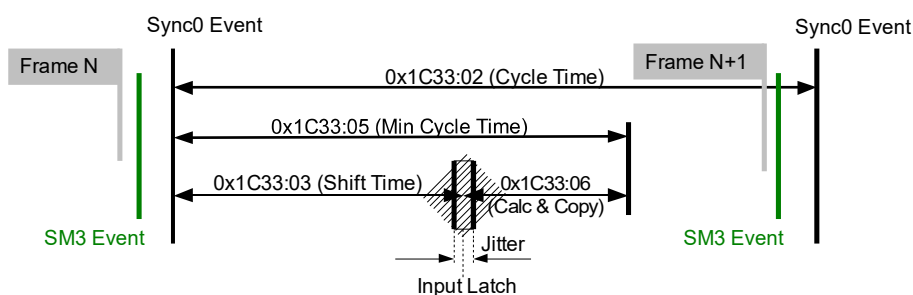 Sync0 Event
Sync0 Event
Frame N
Frame N+1
0x1C33:02 (Cycle Time)
0x1C33:05 (Min Cycle Time)
0x1C33:03 (Shift Time)
0x1C33:06
(Calc & Copy)
SM3 Event
SM3 Event
Jitter
Input Latch